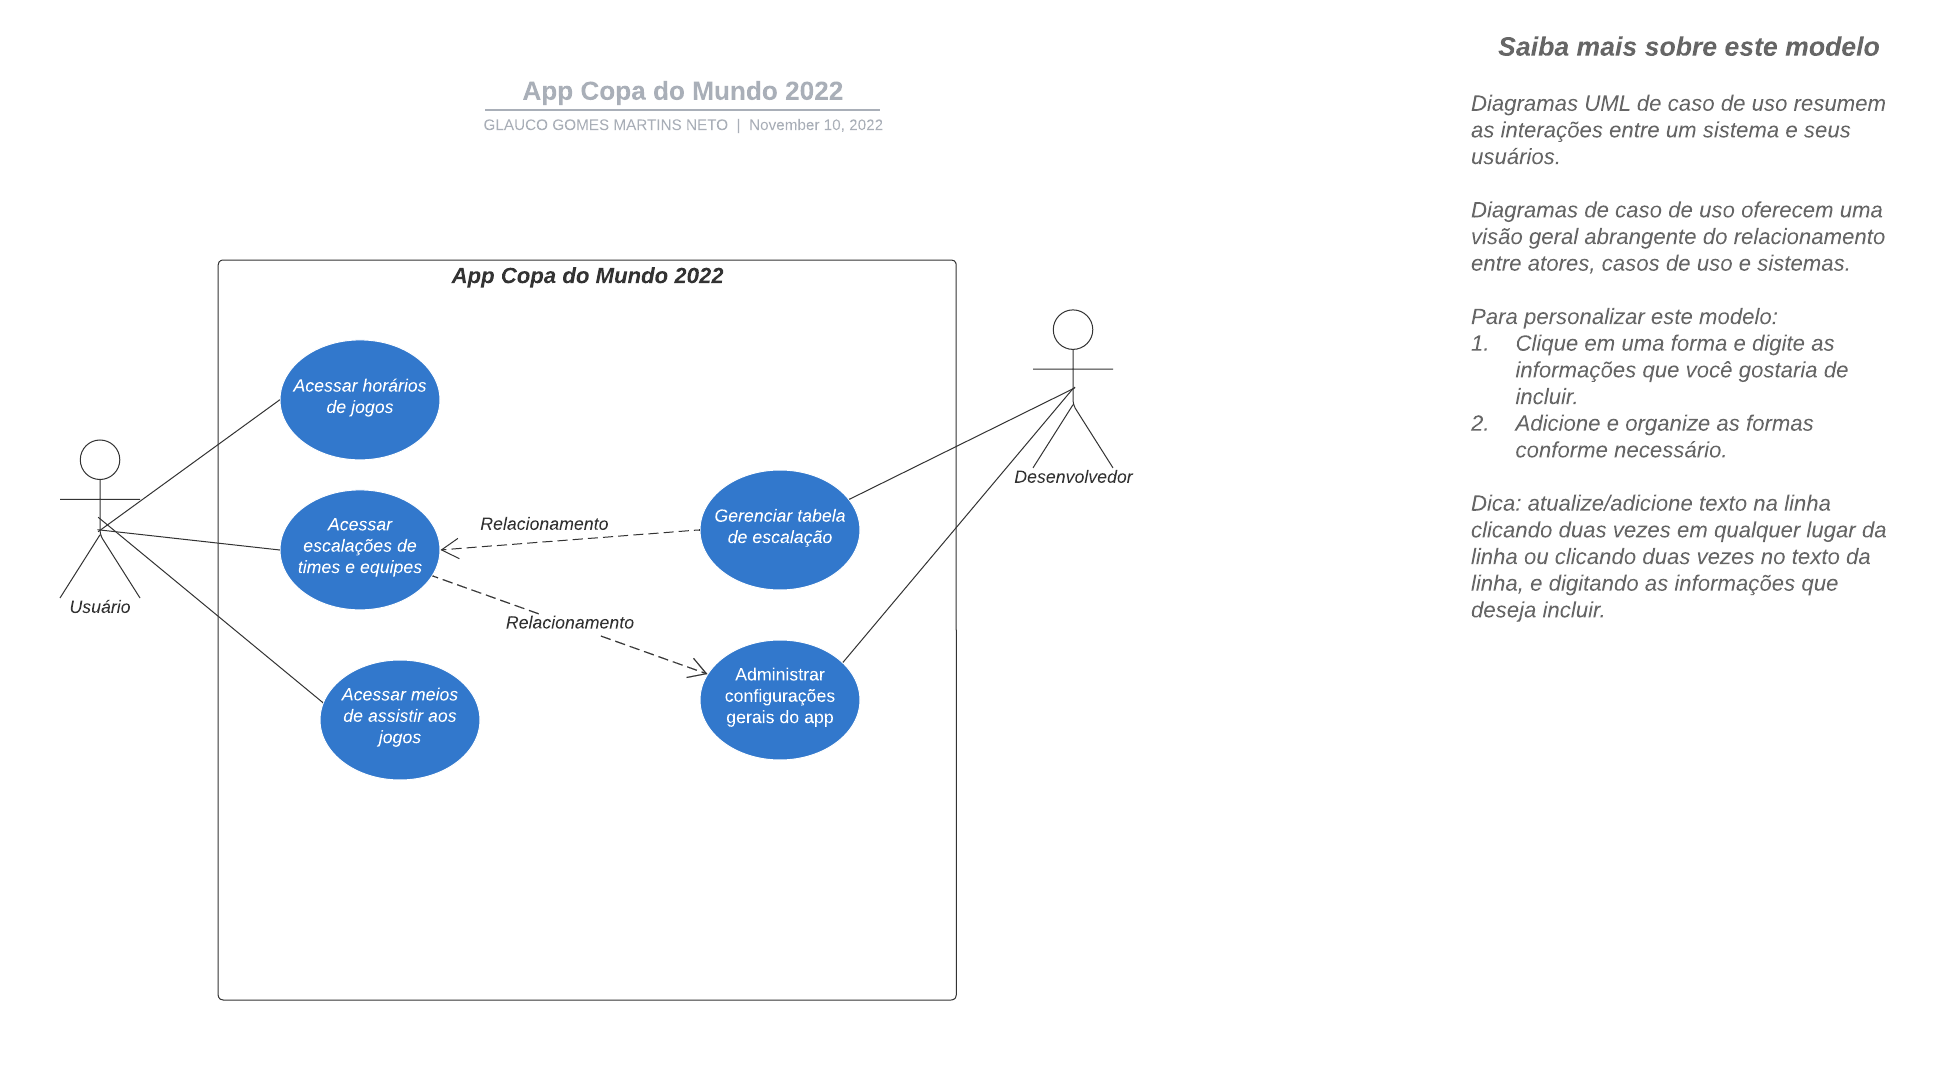 App Copa do Mundo 2022
GLAUCO GOMES MARTINS NETO | November 10, 2022
App Copa do Mundo 2022
Acessar horários
de jogos
Usuário
Acessar
escalações de
times e equipes
Acessar meios
de assistir aos
jogos
Relacionamento
Relacionamento
Gerenciar tabela
de escalação
Administrar
configurações
gerais do app
Desenvolvedor
Saiba mais sobre este modelo
Diagramas UML de caso de uso resumem
as interações entre um sistema e seus
usuários.
Diagramas de caso de uso oferecem uma
visão geral abrangente do relacionamento
entre atores, casos de uso e sistemas.
Para personalizar este modelo:
1. Clique em uma forma e digite as
informações que você gostaria de
incluir.
2. Adicione e organize as formas
conforme necessário.
Dica: atualize/adicione texto na linha
clicando duas vezes em qualquer lugar da
linha ou clicando duas vezes no texto da
linha, e digitando as informações que
deseja incluir.